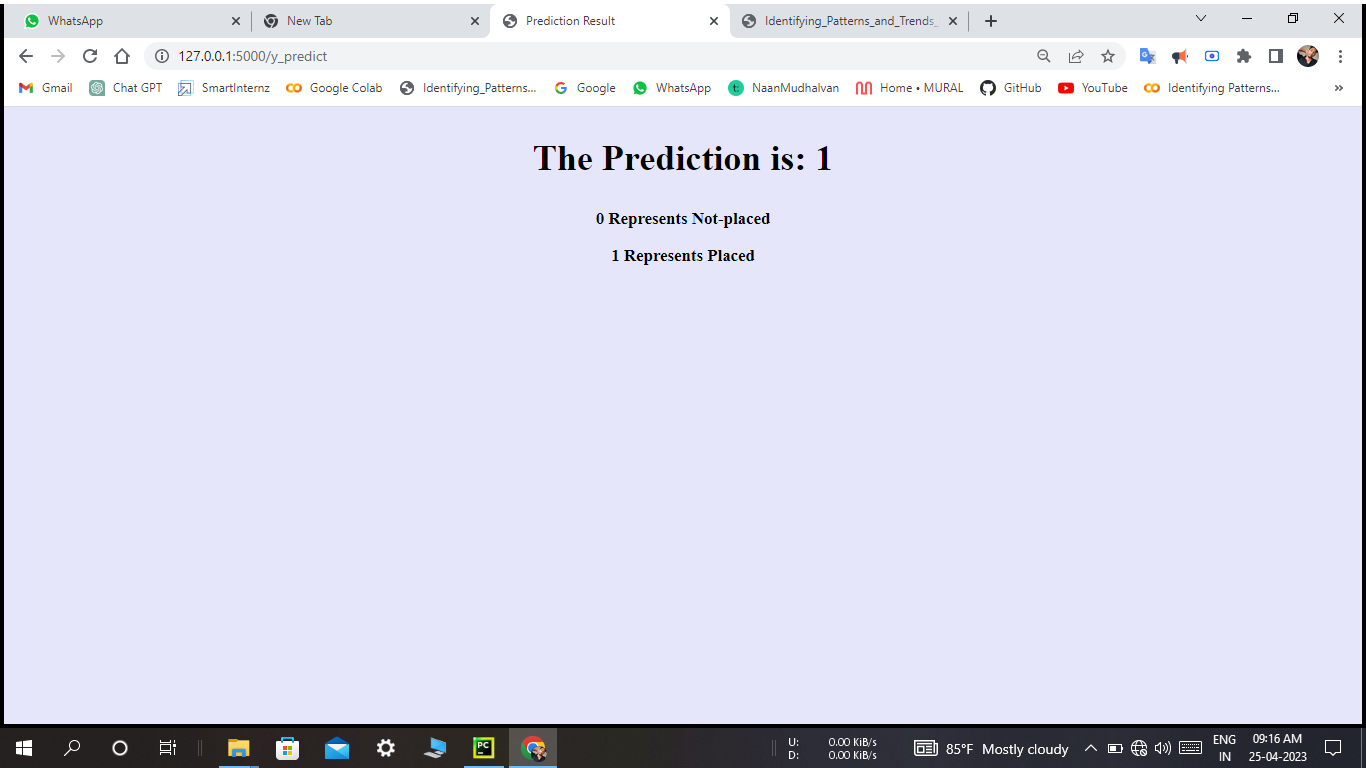 WhatsApp
New Tab
Prediction Result
Identifying_Patterns_and_Trends_
127.0.0.1:5000/y_predict
Gmail
Chat GPT
SmartInternz
Google Colab
Identifying_Patterns...
Google
WhatsApp
NaanMudhalvan
Home • MURAL
GitHub
YouTube
Identifying Patterns...
»
The Prediction is: 1
0 Represents Not-placed
1 Represents Placed
PC
U: 0.00 KiB/s
D: 0.00 KiB/s
85°F Mostly cloudy
ENG
IN
09:16 AM
25-04-2023